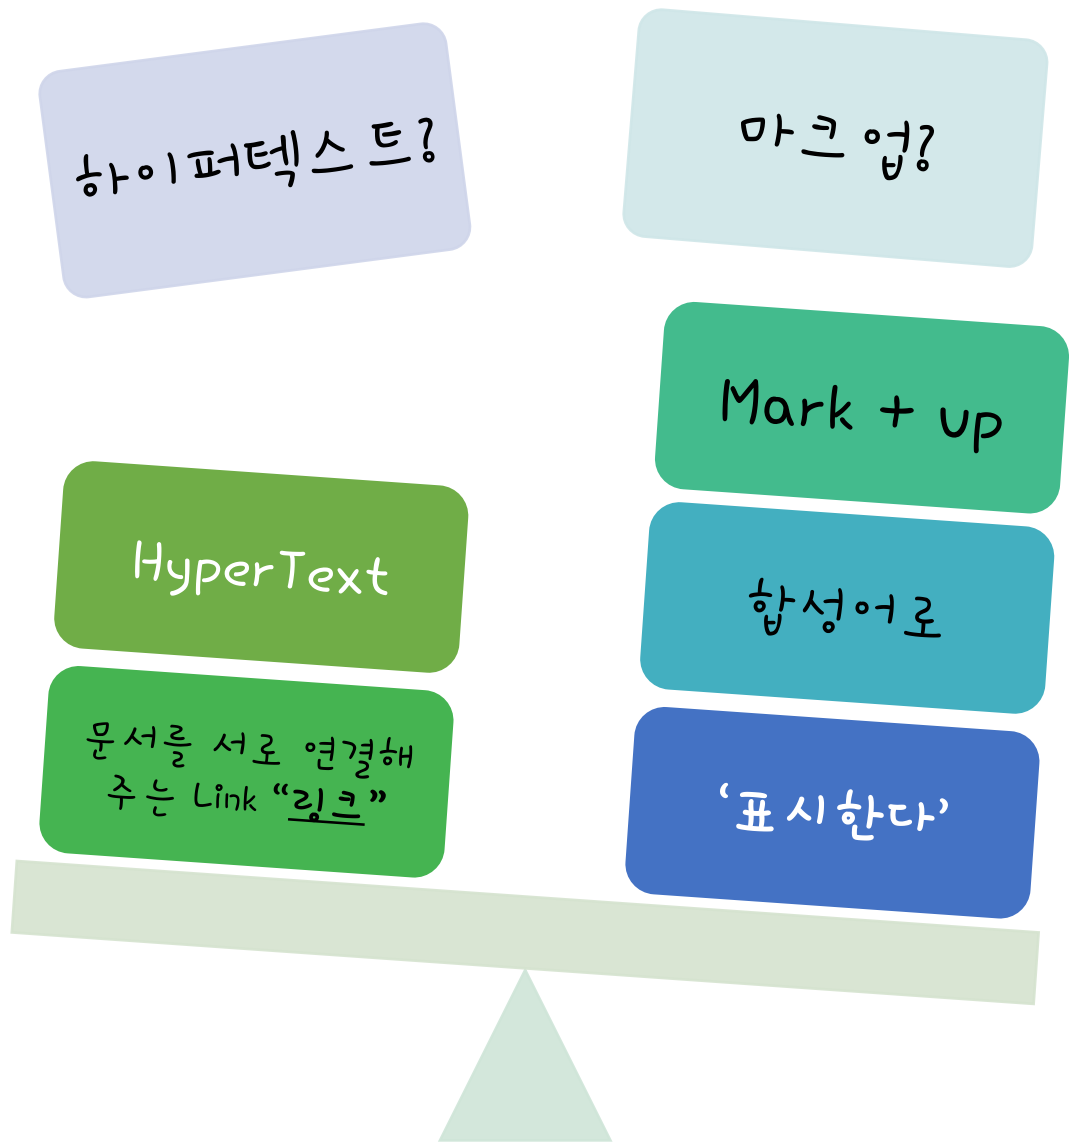 하이퍼텍스트?
HyperText
문서를 서로 연결해
주는 Link “링크”
마크업?
Mark + up
합성어로
‘표시한다’